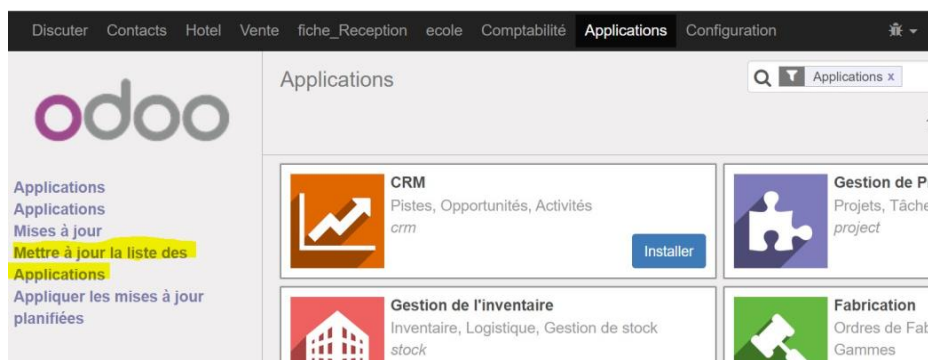 Discuter Contacts Hotel Vente fiche_Reception ecole Comptabilité Applications Configuration
odoo
Applications
Applications
Mises à jour
Mettre à jour la liste des
Applications
Appliquer les mises à jour
planifiées
Applications
Applications x
CRM
Pistes, Opportunités, Activités
crm
Installer
Gestion de P
Projets, Tâche
project
Gestion de l'inventaire
Inventaire, Logistique, Gestion de stock
stock
Fabrication
Ordres de Fab
Gammes